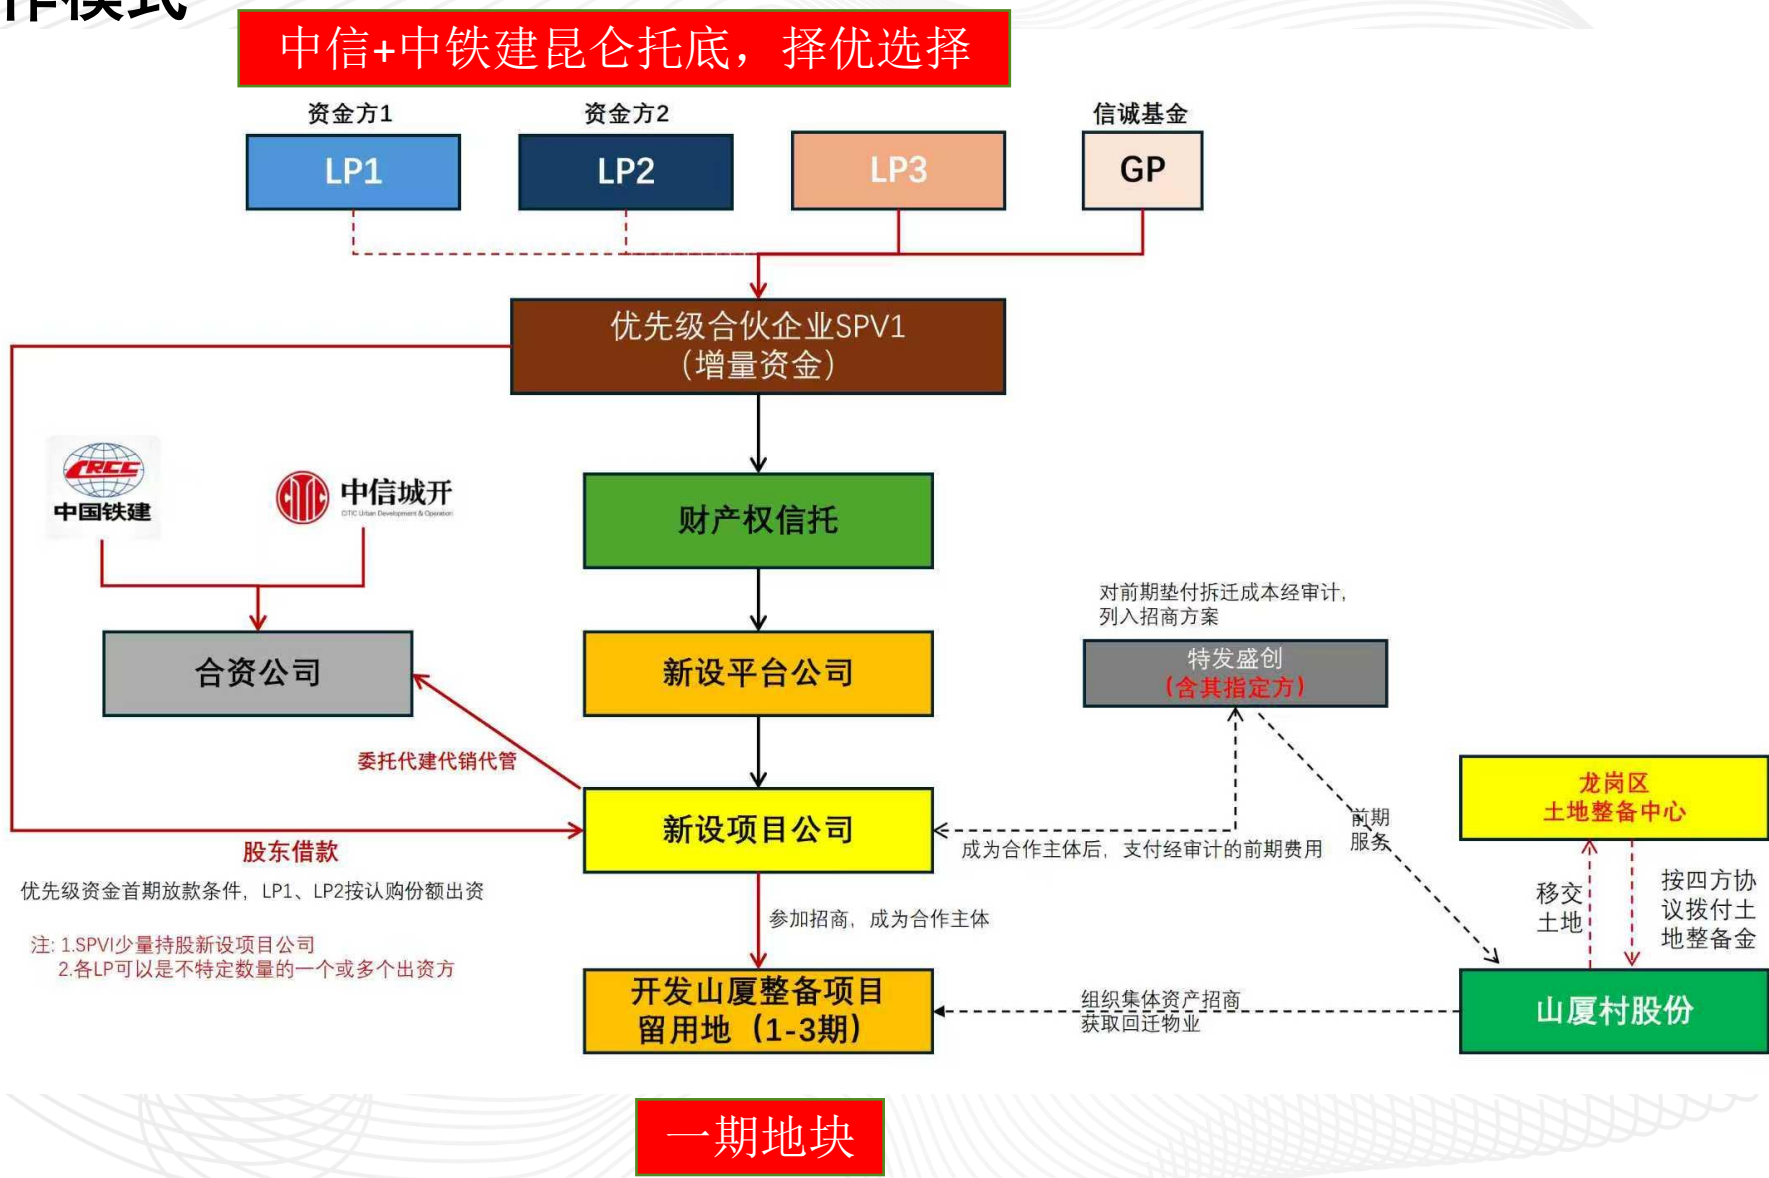 作模式
中信+中铁建昆仑托底，择优选择
资金方1
资金方2
信诚基金
LP1
LP2
LP3
GP
优先级合伙企业SPV1
（增量资金）
CRCC
中国铁建
CITIC
中信城开
CITIC Urban Development & Operation
财产权信托
对前期垫付拆迁成本经审计，
列入招商方案
合资公司
新设平台公司
特发盛创
（含其指定方）
委托代建代销代管
龙岗区
土地整备中心
前期
服务
新设项目公司
成为合作主体后，支付经审计的前期费用
股东借款
优先级资金首期放款条件，LP1、LP2按认购份额出资
移交
土地
按四方协
议拨付土
地整备金
参加招商，成为合作主体
注: 1.SPVI少量持股新设项目公司
2.各LP可以是不特定数量的一个或多个出资方
开发山厦整备项目
留用地（1-3期）
组织集体资产招商
获取回迁物业
山厦村股份
一期地块